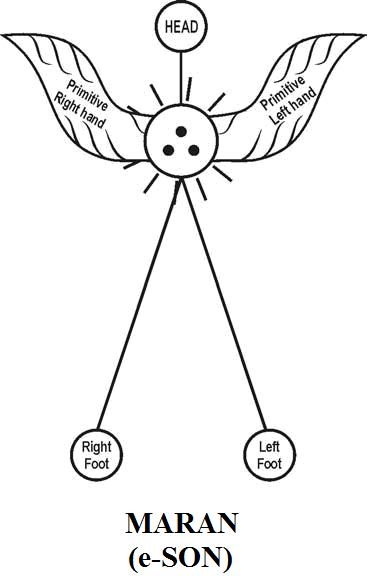 HEAD
Primitive
Right hand
Primitive
Left hand
Right
Foot
Left
Foot
MARAN
(e-SON)